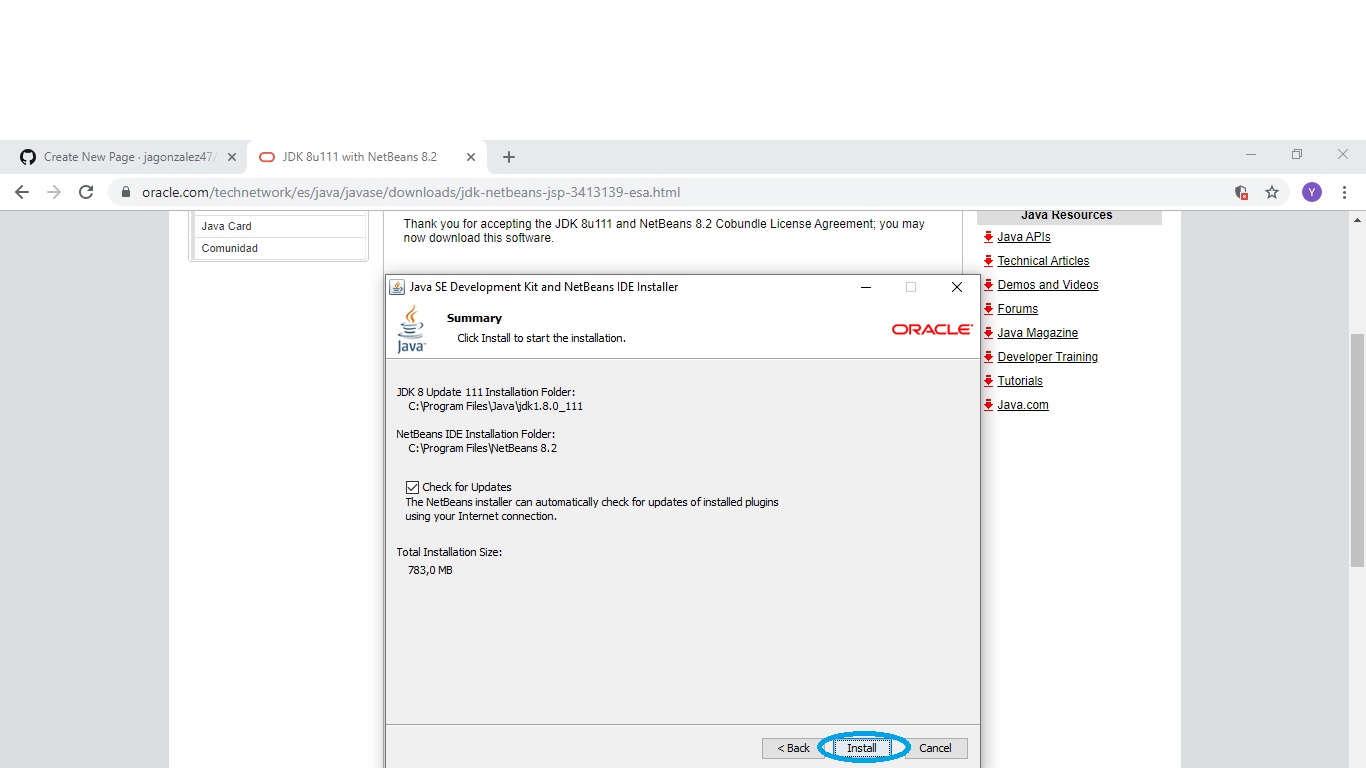 Create New Page · jagonzalez47/
JDK 8u111 with NetBeans 8.2
oracle.com/technetwork/es/java/javase/downloads/jdk-netbeans-jsp-3413139-esa.html
Y
Java Card
Comunidad
Thank you for accepting the JDK 8u111 and NetBeans 8.2 Cobundle License Agreement; you may
now download this software.
Java Resources
Java APIs
Technical Articles
Demos and Videos
Forums
Java Magazine
Developer Training
Tutorials
Java.com
Java SE Development Kit and NetBeans IDE Installer
Java
Summary
Click Install to start the installation.
ORACLE
JDK 8 Update 111 Installation Folder:
C:\Program Files\Java\jdk1.8.0_111
NetBeans IDE Installation Folder:
C:\Program Files\NetBeans 8.2
Check for Updates
The NetBeans installer can automatically check for updates of installed plugins
using your Internet connection.
Total Installation Size:
783,0 MB
< Back
Install
Cancel